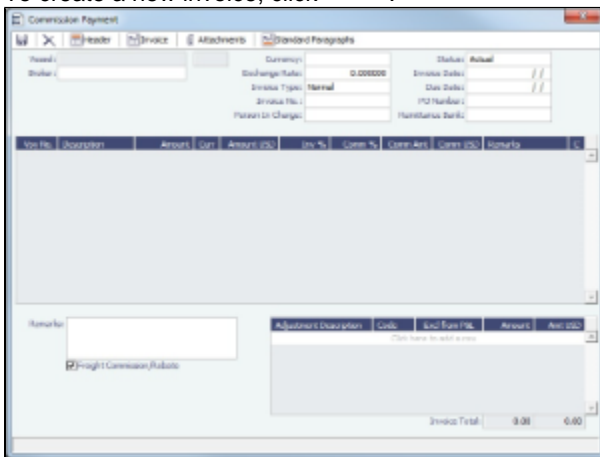 To create a new invoice, click
Commission Payment
Header Invoice Attachments Standard Paragraphs
Vessel: Currency: Status: Actual
Broker: Exchange Rate: 0.000000 Invoice Date: / /
Invoice Type: Normal Due Date: / /
Invoice No.: PO Number:
Person In Charge: Remittance Bank:
Voy No. Description Amount Curr Amount USD Inv % Comm % Comm Amt Comm USD Remarks C
Remarks: Adjustment Description Code Excl from P&L Amount Amt USD
Click here to add a row
Freight Commission/Rebate
Invoice Total: 0.00 0.00